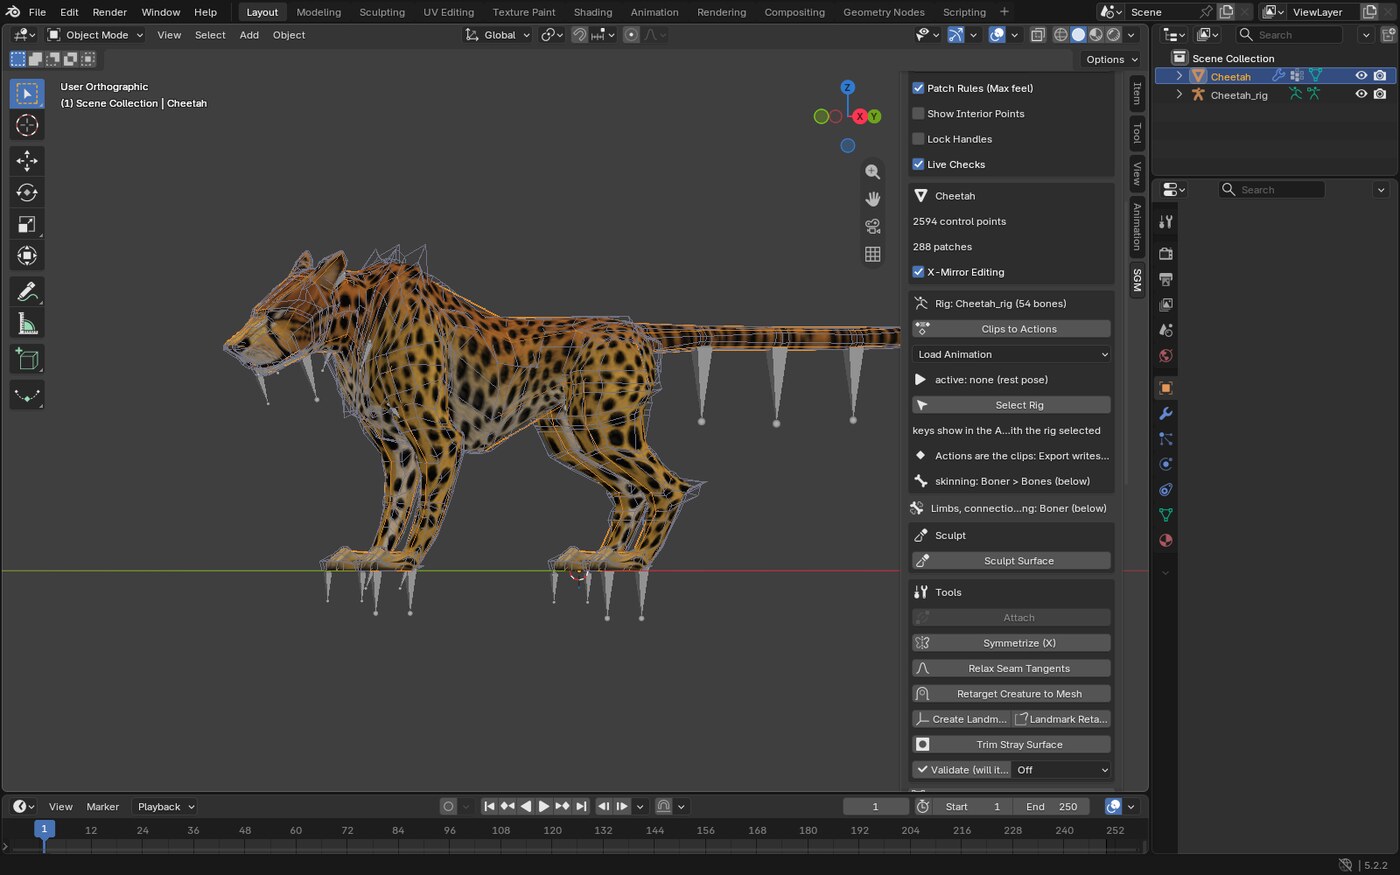 File Edit Render Window Help Layout Modeling Sculpting UV Editing Texture Paint Shading Animation Rendering Compositing Geometry Nodes Scripting + Scene ViewLayer
Object Mode View Select Add Object Global Search
Options
User Orthographic
(1) Scene Collection | Cheetah
Z
X Y
Patch Rules (Max feel)
Show Interior Points
Lock Handles
Live Checks
Cheetah
2594 control points
288 patches
X-Mirror Editing
Rig: Cheetah_rig (54 bones)
Clips to Actions
Load Animation
active: none (rest pose)
Select Rig
keys show in the A...ith the rig selected
Actions are the clips: Export writes...
skinning: Boner > Bones (below)
Limbs, connectio...ng: Boner (below)
Sculpt
Sculpt Surface
Tools
Attach
Symmetrize (X)
Relax Seam Tangents
Retarget Creature to Mesh
Create Landm... Landmark Reta...
Trim Stray Surface
Validate (will it... Off
Item
Tool
View
Animation
SGM
Scene Collection
Cheetah
Cheetah_rig
Search
View Marker Playback 1 Start 1 End 250
1 12 24 36 48 60 72 84 96 108 120 132 144 156 168 180 192 204 216 228 240 252
5.2.2